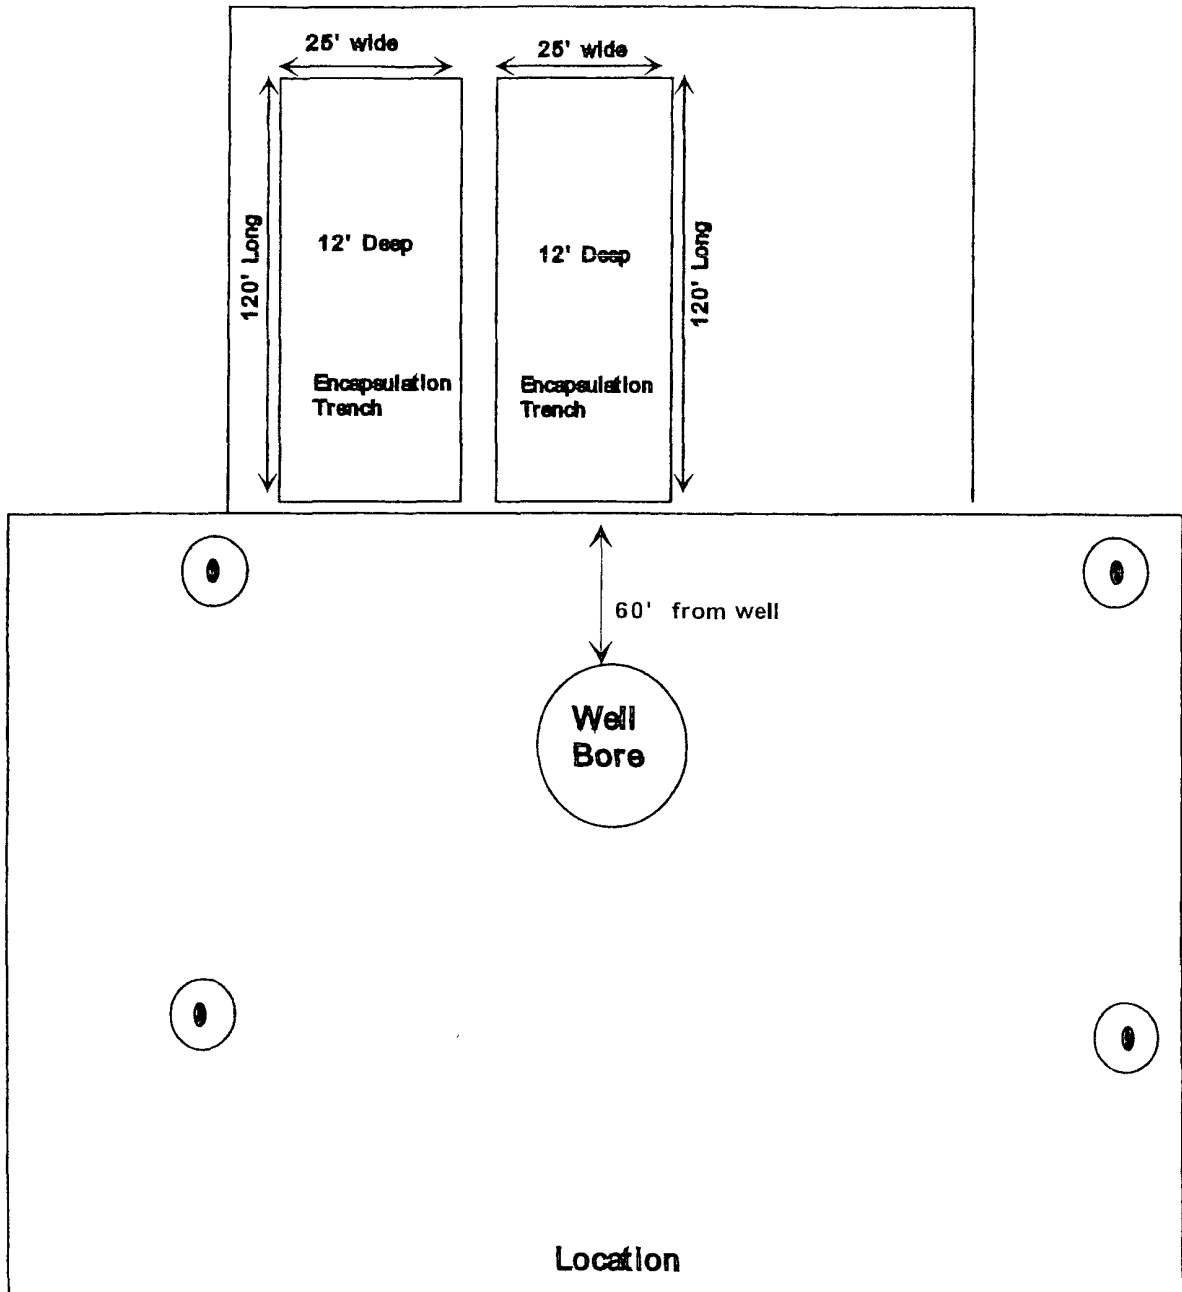 25' wide
25' wide
120' Long
12' Deep
12' Deep
120' Long
Encapsulation
Trench
Encapsulation
Trench
60' from well
Well
Bore
Location